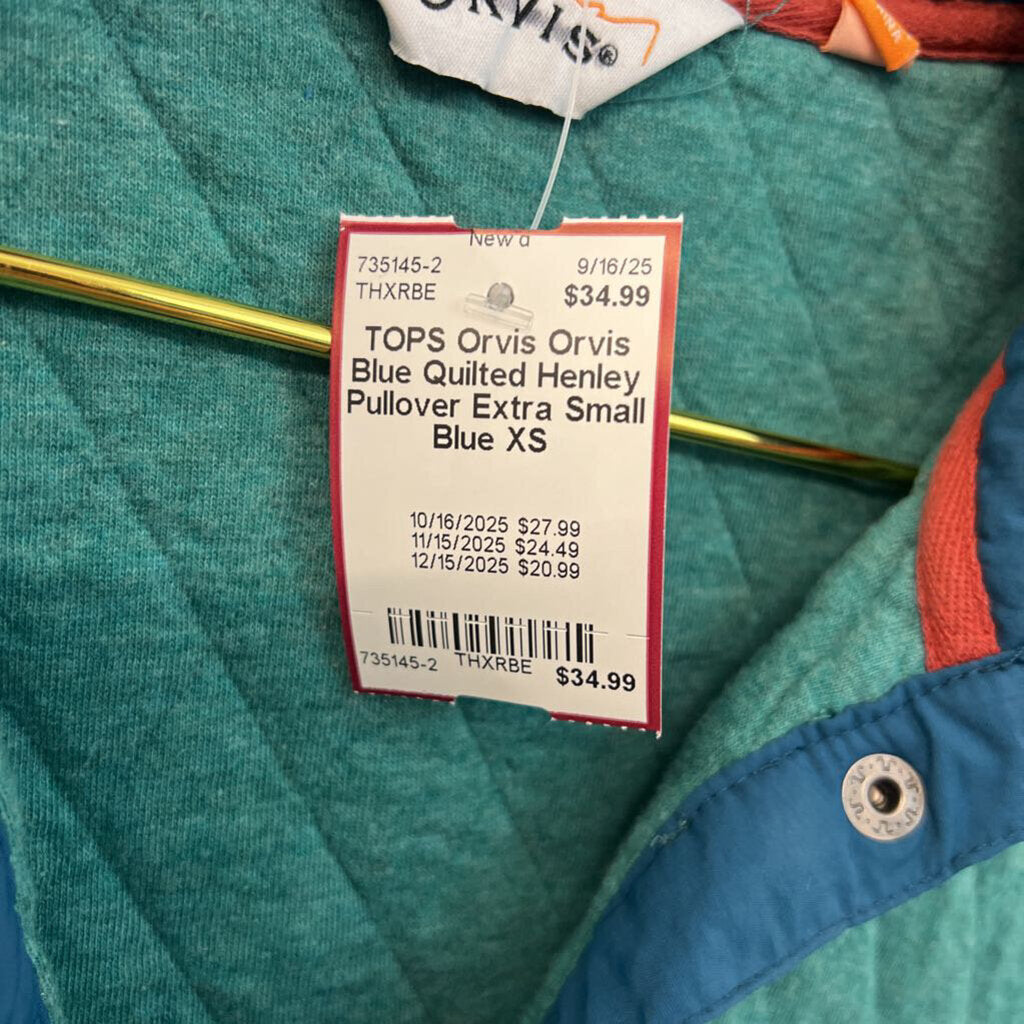 ORVIS®
New
735145-2 9/16/25
THXRBE $34.99
TOPS Orvis Orvis
Blue Quilted Henley
Pullover Extra Small
Blue XS
10/16/2025 $27.99
11/15/2025 $24.49
12/15/2025 $20.99
735145-2 THXRBE $34.99